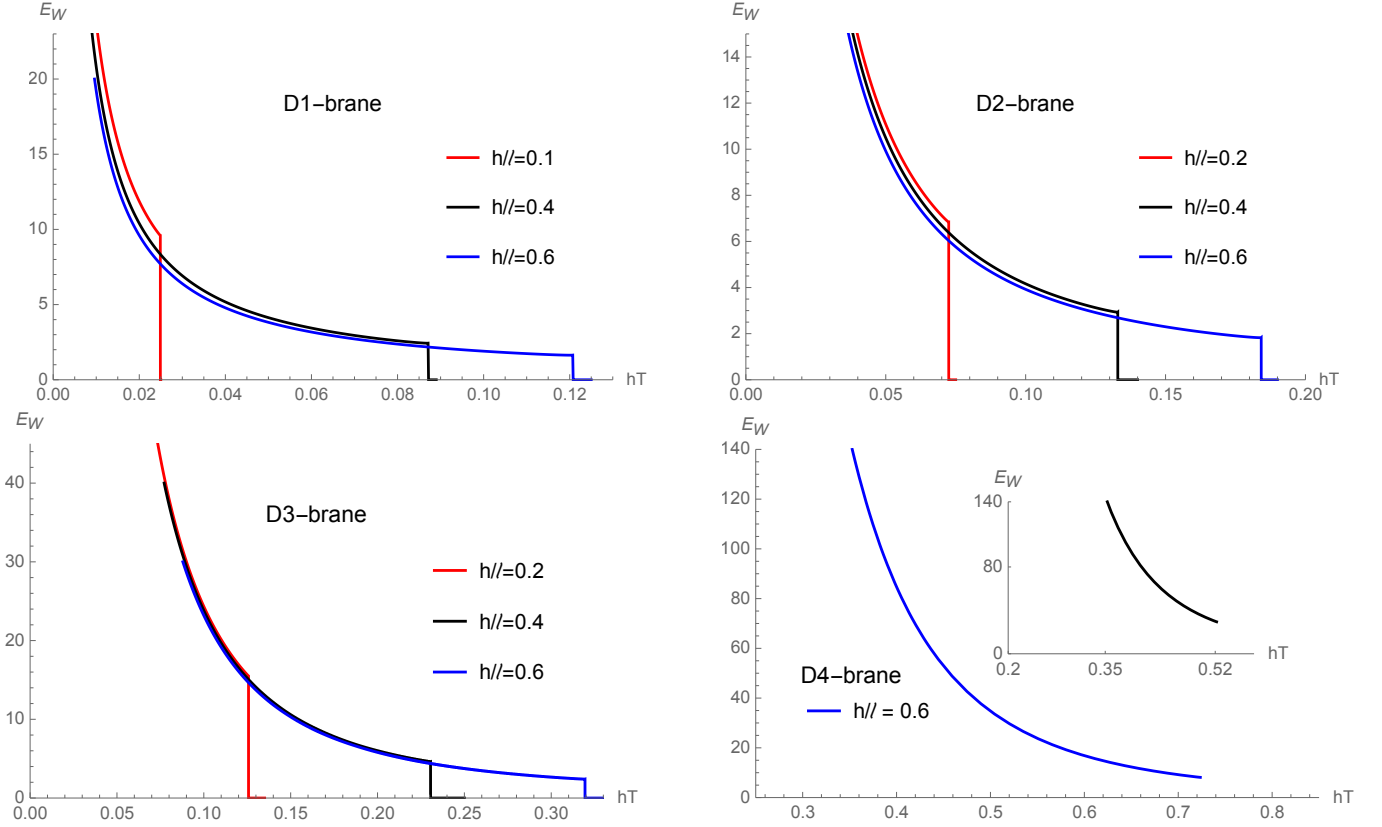 E_W
20
15
10
5
0
0.00 0.02 0.04 0.06 0.08 0.10 0.12
hT
D1−brane
h//=0.1
h//=0.4
h//=0.6
E_W
14
12
10
8
6
4
2
0
0.00 0.05 0.10 0.15 0.20
hT
D2−brane
h//=0.2
h//=0.4
h//=0.6
E_W
40
30
20
10
0
0.00 0.05 0.10 0.15 0.20 0.25 0.30
hT
D3−brane
h//=0.2
h//=0.4
h//=0.6
E_W
140
120
100
80
60
40
20
0
0.3 0.4 0.5 0.6 0.7 0.8
hT
D4−brane
h// = 0.6
E_W
140
80
0
0.2 0.35 0.52
hT